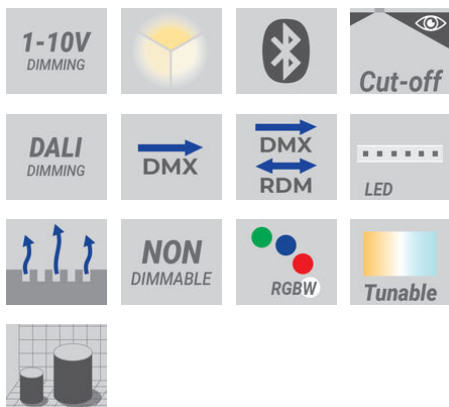 1-10V
DIMMING
Cut-off
DALI
DIMMING
DMX
DMX
RDM
LED
NON
DIMMABLE
RGBW
Tunable